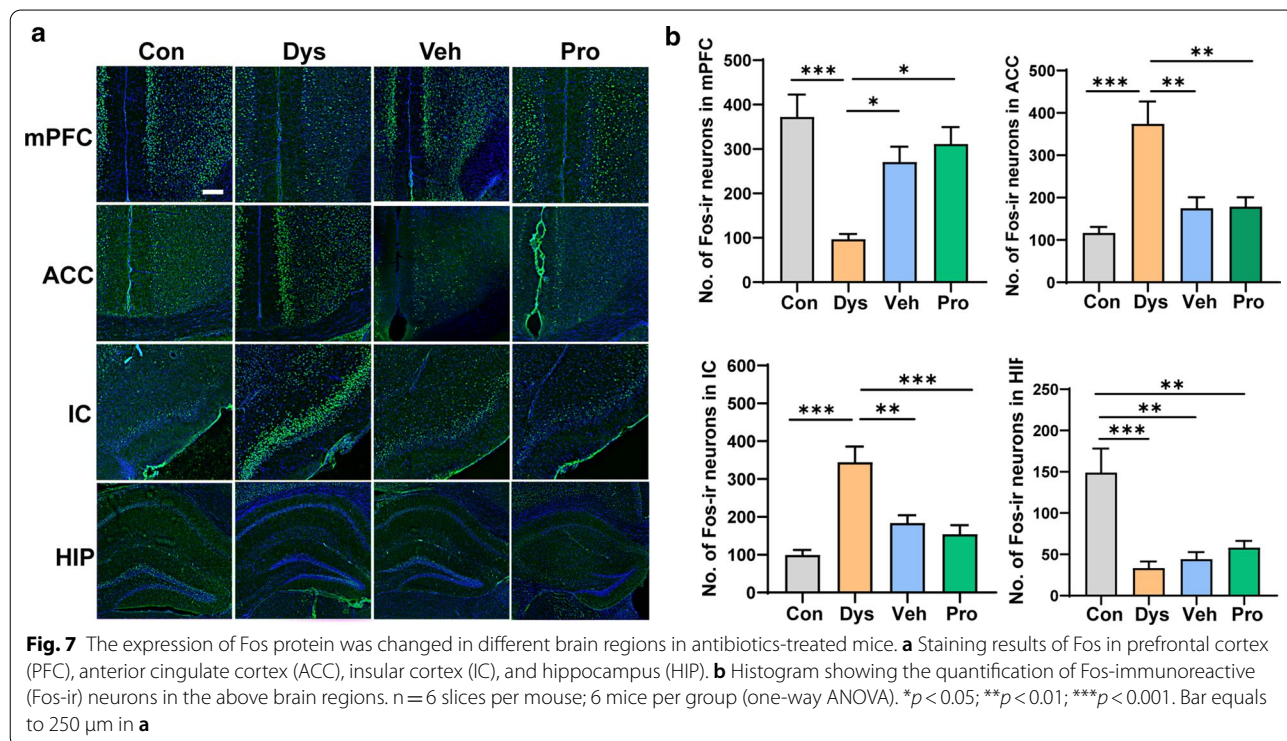 a
Con Dys Veh Pro
mPFC
ACC
IC
HIP
b
No. of Fos-ir neurons in mPFC
500
400
300
200
100
0
***
*
*
Con Dys Veh Pro
No. of Fos-ir neurons in ACC
500
400
300
200
100
0
**
***
**
Con Dys Veh Pro
No. of Fos-ir neurons in IC
600
500
400
300
200
100
0
***
***
**
Con Dys Veh Pro
No. of Fos-ir neurons in HIF
250
200
150
100
50
0
**
**
***
Con Dys Veh Pro
Fig. 7 The expression of Fos protein was changed in different brain regions in antibiotics-treated mice. a Staining results of Fos in prefrontal cortex
(PFC), anterior cingulate cortex (ACC), insular cortex (IC), and hippocampus (HIP). b Histogram showing the quantification of Fos-immunoreactive
(Fos-ir) neurons in the above brain regions. n = 6 slices per mouse; 6 mice per group (one-way ANOVA). *p < 0.05; **p < 0.01; ***p < 0.001. Bar equals
to 250 μm in a